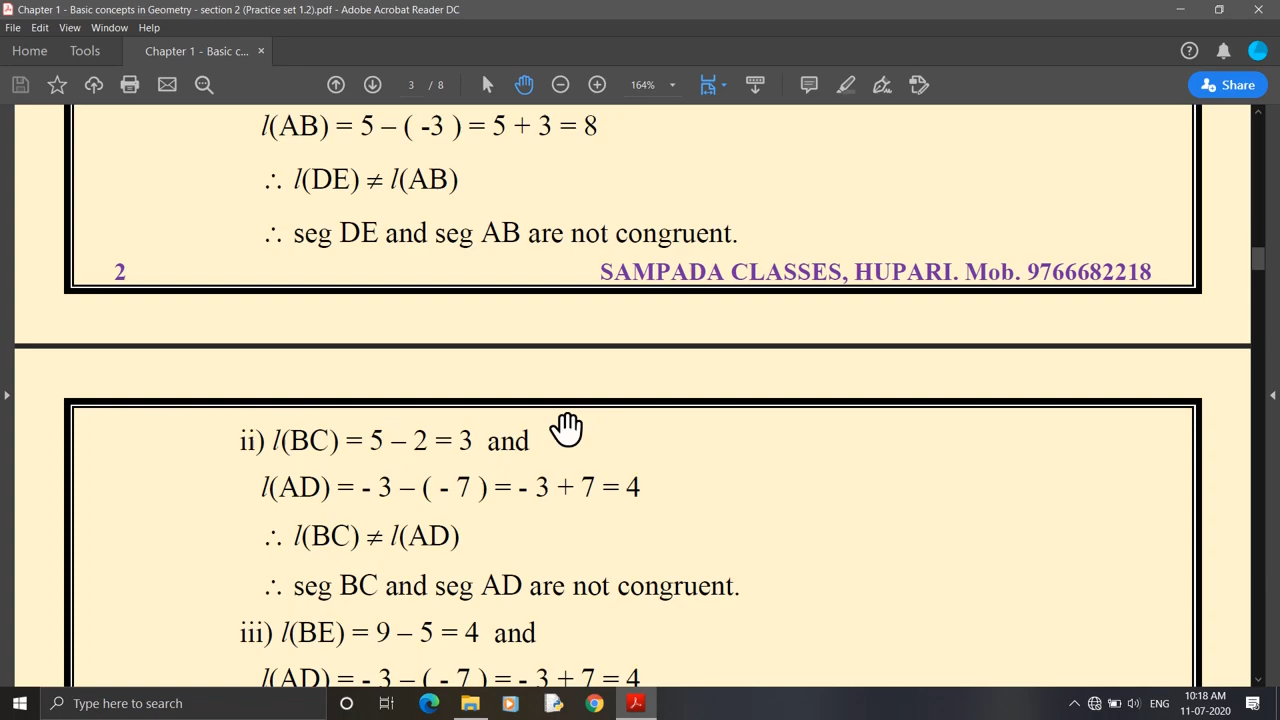 Chapter 1 - Basic concepts in Geometry - section 2 (Practice set 1.2).pdf - Adobe Acrobat Reader DC
File Edit View Window Help
Home Tools Chapter 1 - Basic c... ×
3 / 8 164% Share
l(AB) = 5 – ( -3 ) = 5 + 3 = 8
∴ l(DE) ≠ l(AB)
∴ seg DE and seg AB are not congruent.
2 SAMPADA CLASSES, HUPARI. Mob. 9766682218
ii) l(BC) = 5 – 2 = 3 and
l(AD) = - 3 – ( - 7 ) = - 3 + 7 = 4
∴ l(BC) ≠ l(AD)
∴ seg BC and seg AD are not congruent.
iii) l(BE) = 9 – 5 = 4 and
l(AD) = - 3 – ( - 7 ) = - 3 + 7 = 4
Type here to search ENG 10:18 AM
11-07-2020